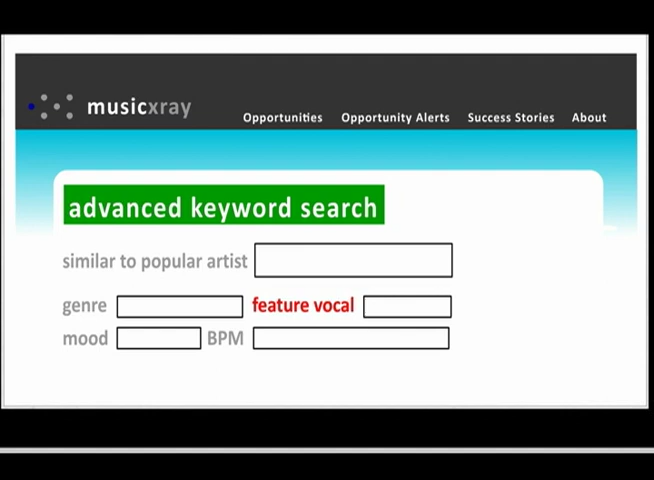 musicxray
Opportunities Opportunity Alerts Success Stories About
advanced keyword search
similar to popular artist
genre feature vocal
mood BPM